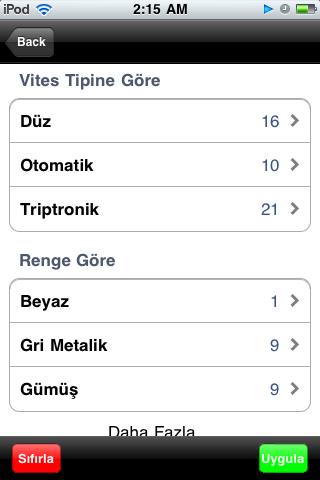 iPod 2:15 AM
Back
Vites Tipine Göre
Düz 16
Otomatik 10
Triptronik 21
Renge Göre
Beyaz 1
Gri Metalik 9
Gümüş 9
Daha Fazla
Sıfırla Uygula